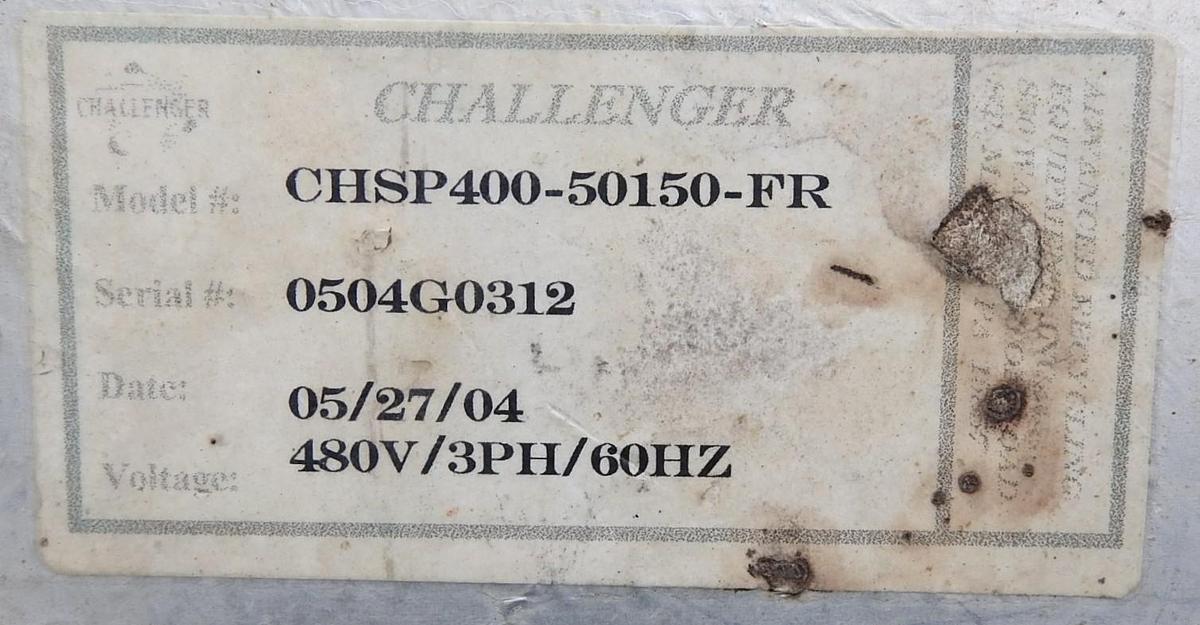 CHALLENGER
CHALLENGER
Model #: CHSP400-50150-FR
Serial #: 0504G0312
Date: 05/27/04
Voltage: 480V/3PH/60HZ